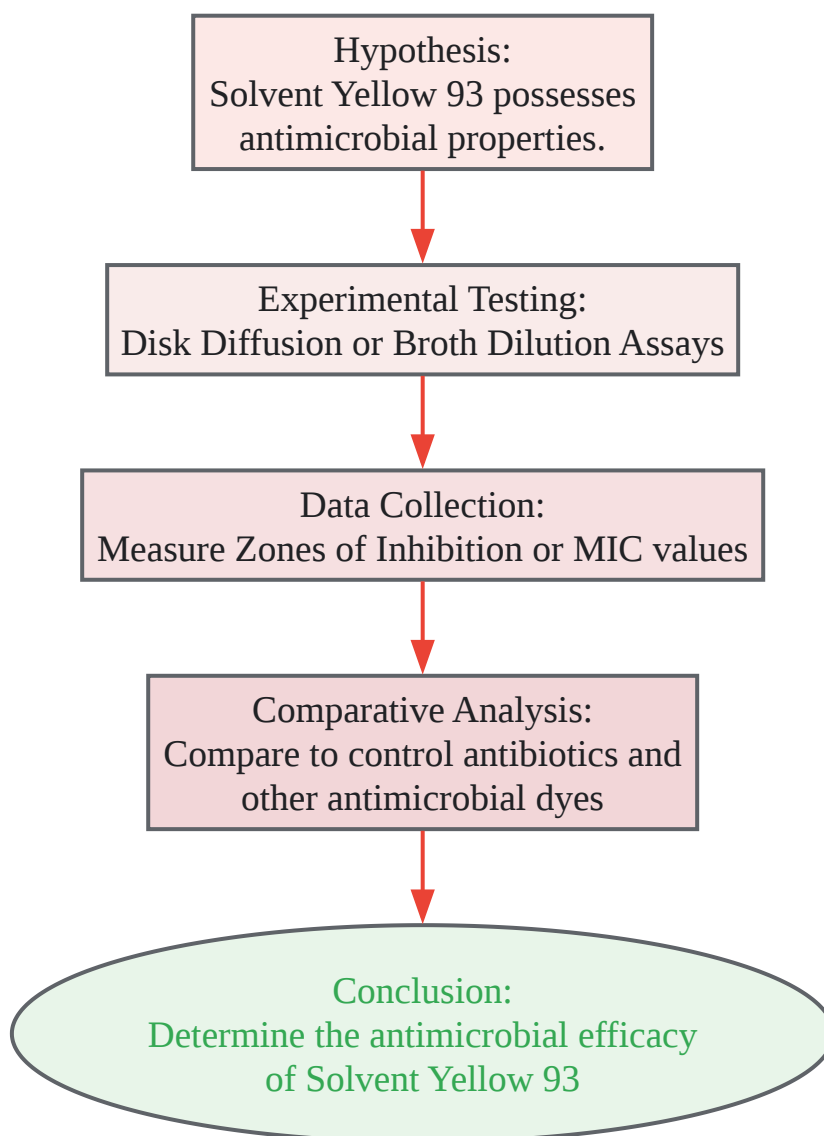 Hypothesis:
Solvent Yellow 93 possesses
antimicrobial properties.
Experimental Testing:
Disk Diffusion or Broth Dilution Assays
Data Collection:
Measure Zones of Inhibition or MIC values
Comparative Analysis:
Compare to control antibiotics and
other antimicrobial dyes
Conclusion:
Determine the antimicrobial efficacy
of Solvent Yellow 93